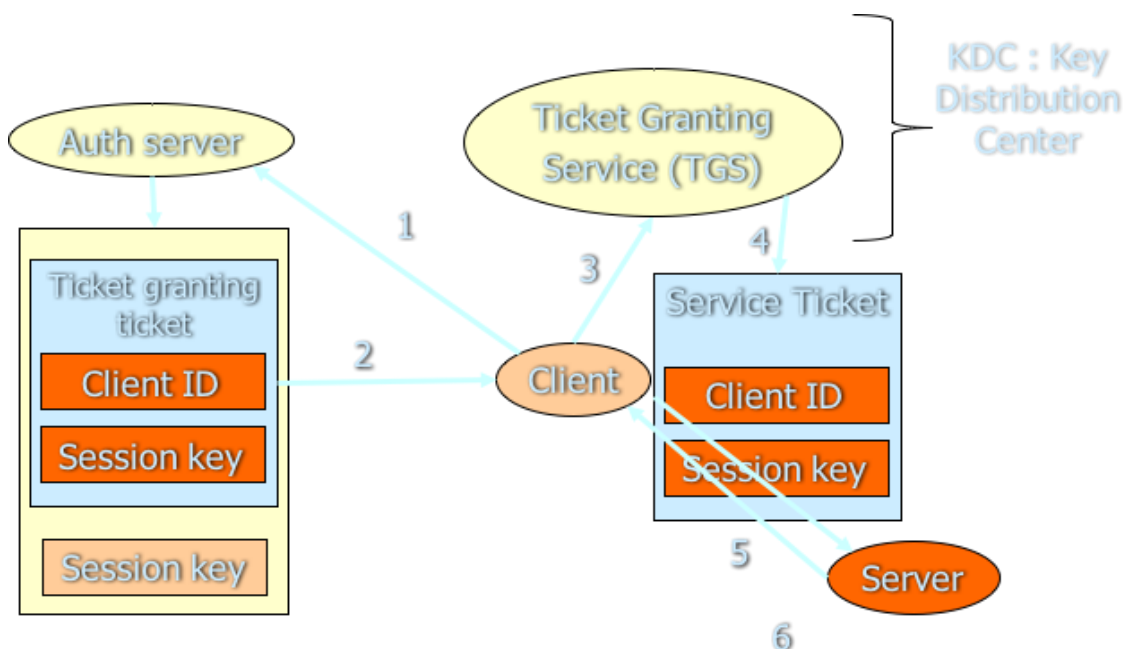 KDC : Key
Distribution
Center
Auth server
Ticket Granting
Service (TGS)
1
3
4
Ticket granting
ticket
Client ID
Session key
Session key
2
Client
Service Ticket
Client ID
Session key
5
Server
6